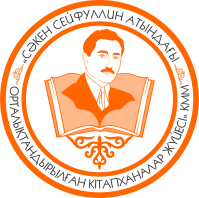 «СӘКЕН СЕЙФУЛЛИН АТЫНДАҒЫ
ОРТАЛЫҚТАНДЫРЫЛҒАН КІТАПХАНАЛАР ЖҮЙЕСІ» КММ